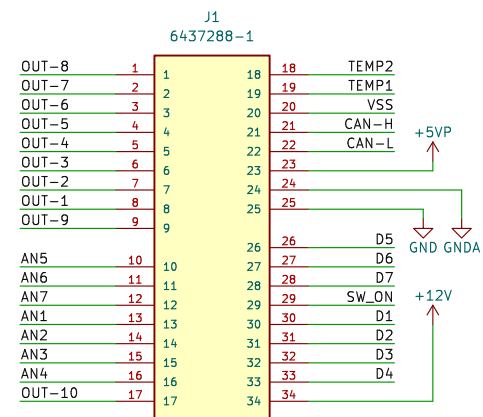 J1
6437288-1
OUT-8 1 1 18 18 TEMP2
OUT-7 2 2 19 19 TEMP1
OUT-6 3 3 20 20 VSS
OUT-5 4 4 21 21 CAN-H
OUT-4 5 5 22 22 CAN-L
+5VP
OUT-3 6 6 23 23
OUT-2 7 7 24 24
OUT-1 8 8 25 25
OUT-9 9 9
GND GNDA
26 26 D5
AN5 10 10 27 27 D6
AN6 11 11 28 28 D7
AN7 12 12 29 29 SW_ON
+12V
AN1 13 13 30 30 D1
AN2 14 14 31 31 D2
AN3 15 15 32 32 D3
AN4 16 16 33 33 D4
OUT-10 17 17 34 34